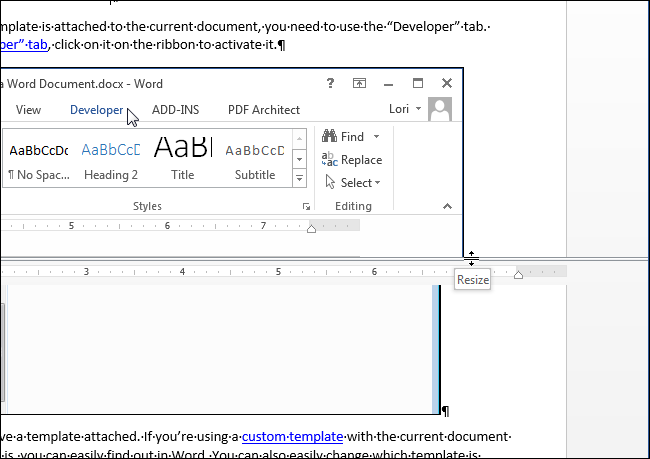 mplate is attached to the current document, you need to use the “Developer” tab.
per” tab, click on it on the ribbon to activate it.¶
a Word Document.docx - Word
?
View Developer ADD-INS PDF Architect Lori
AaBbCcDc AaBbCcD AaBl AaBbCcD
¶ No Spac... Heading 2 Title Subtitle
Find
Replace
Select
Styles Editing
5 6 7
3 4 5 6
Resize
¶
ve a template attached. If you’re using a custom template with the current document
is, you can easily find out in Word. You can also easily change which template is